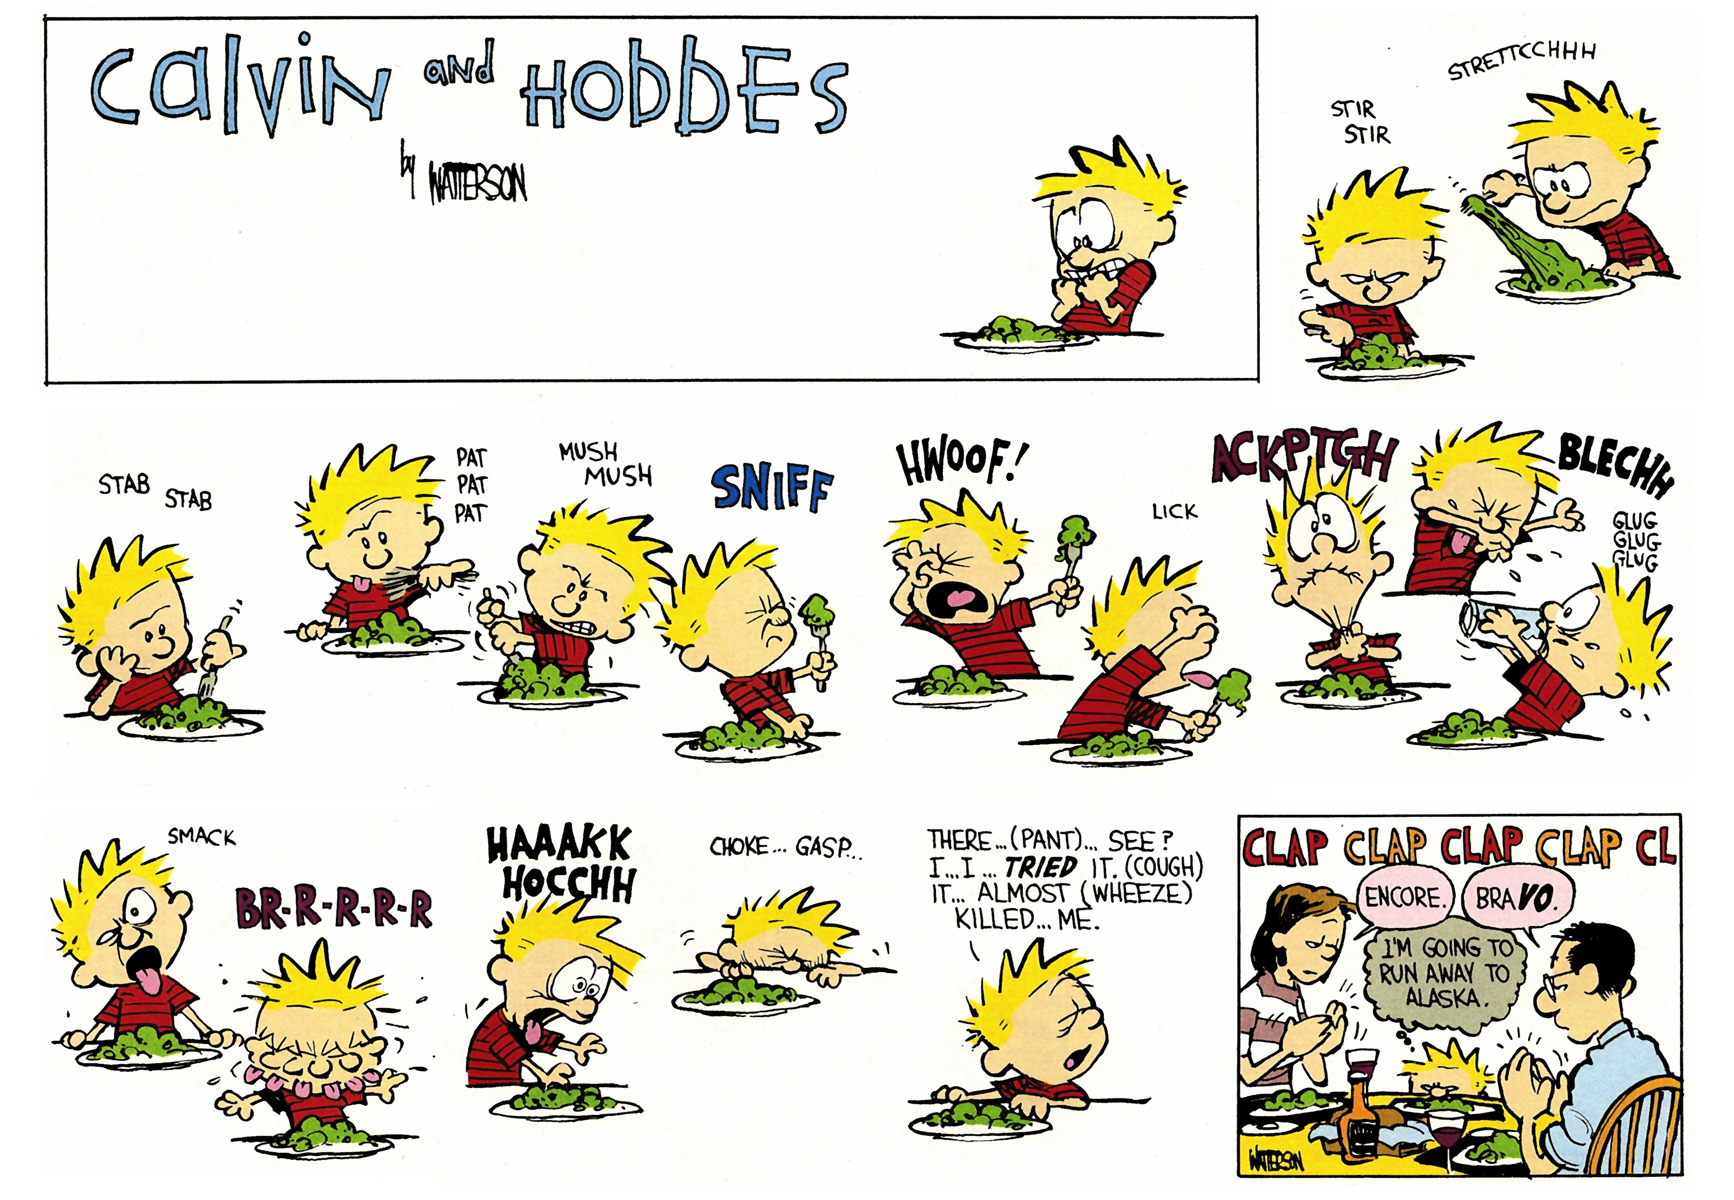 CALVIN AND HOBBES
by WATTERSON
STIR
STIR
STRETTCCHHH
STAB
STAB
PAT
PAT
PAT
MUSH
MUSH
SNIFF
HWOOF!
LICK
ACKPTGH
BLECHH
GLUG
GLUG
GLUG
SMACK
BR-R-R-R-R
HAAAKK
HOCCHH
CHOKE... GASP...
THERE...(PANT)... SEE?
I...I... TRIED IT. (COUGH)
IT... ALMOST (WHEEZE)
KILLED... ME.
CLAP CLAP CLAP CLAP CL
ENCORE.
BRAVO.
I'M GOING TO
RUN AWAY TO
ALASKA.
WATTERSON